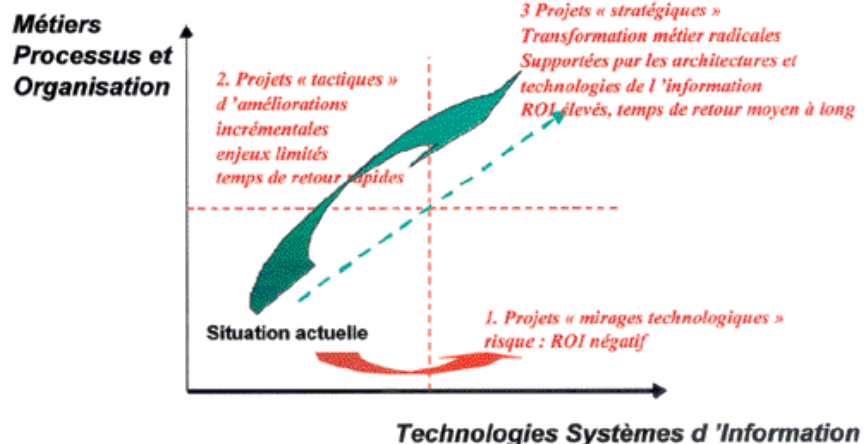 Métiers
Processus et
Organisation
2. Projets « tactiques »
d ’améliorations
incrémentales
enjeux limités
temps de retour rapides
3 Projets « stratégiques »
Transformation métier radicales
Supportées par les architectures et
technologies de l ’information
ROI élevés, temps de retour moyen à long
Situation actuelle
1. Projets « mirages technologiques »
risque : ROI négatif
Technologies Systèmes d ’Information